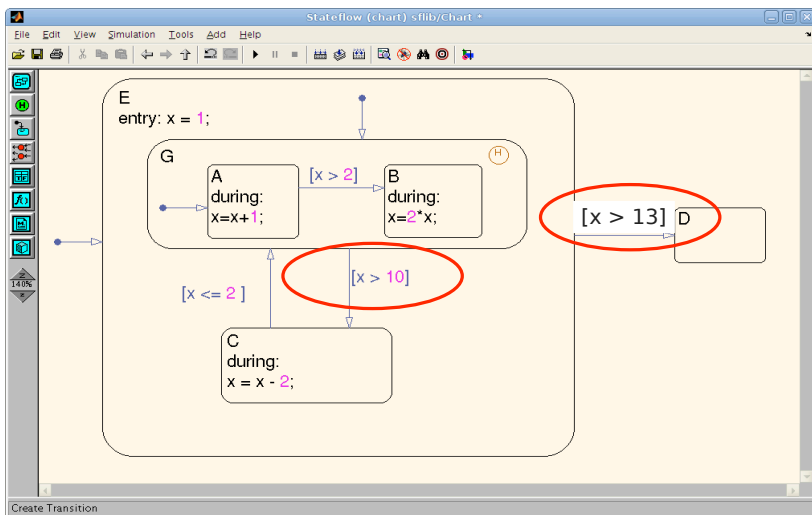 Stateflow (chart) sflib/Chart *
File Edit View Simulation Tools Add Help
E
entry: x = 1;
G
H
A
during:
x=x+1;
[x > 2]
B
during:
x=2*x;
[x > 13]
D
[x <= 2 ]
[x > 10]
C
during:
x = x - 2;
H
f()
140%
Create Transition